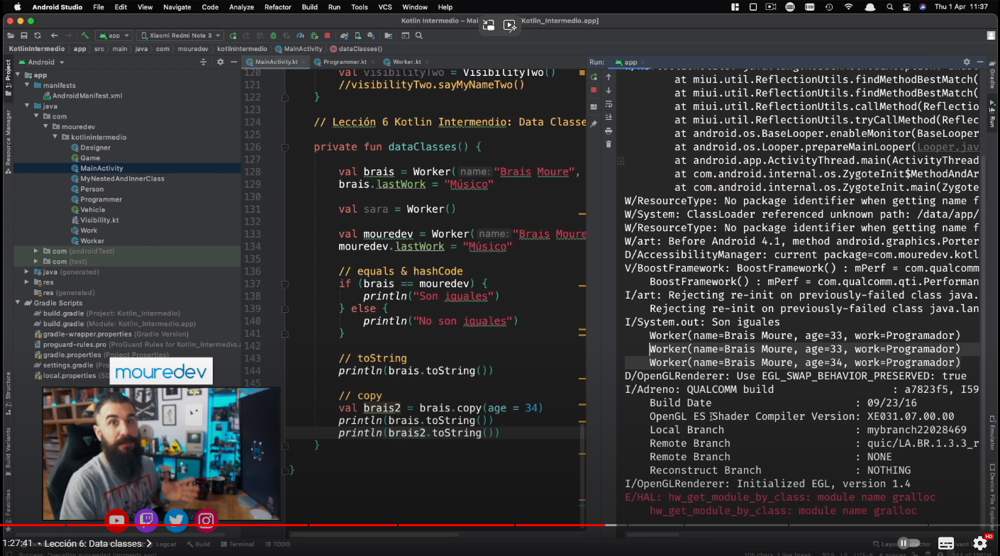 Android Studio File Edit View Navigate Code Analyze Refactor Build Run Tools VCS Window Help
Thu 1 Apr 11:37
Kotlin Intermedio – Mai
Kotlin_Intermedio.app]
app
Xiaomi Redmi Note 3
KotlinIntermedio app src main java com mouredev kotlinintermedio MainActivity dataClasses()
Android
MainActivity.kt
Programmer.kt
Worker.kt
Run: app
1: Project
Resource Manager
Z: Structure
Build Variants
2: Favorites
app
manifests
AndroidManifest.xml
java
com
mouredev
kotlinintermedio
Designer
Game
MainActivity
MyNestedAndInnerClass
Person
Programmer
Vehicle
Visibility.kt
Work
Worker
com (androidTest)
com (test)
java (generated)
res
res (generated)
Gradle Scripts
build.gradle (Project: Kotlin_Intermedio)
build.gradle (Module: Kotlin_Intermedio.app)
gradle-wrapper.properties (Gradle Version)
proguard-rules.pro (ProGuard Rules for Kotlin_Intermedio.a
gradle.properties (Project Properties)
settings.gradle (Project
local.properties (SD
mouredev
120 val visibilityTwo = VisibilityTwo()
121 //visibilityTwo.sayMyNameTwo()
122 }
123
124 // Lección 6 Kotlin Intermendio: Data Classe
125
126 private fun dataClasses() {
127
128 val brais = Worker( name: "Brais Moure",
129 brais.lastWork = "Músico"
130
131 val sara = Worker()
132
133 val mouredev = Worker( name: "Brais Moure
134 mouredev.lastWork = "Músico"
135
136 // equals & hashCode
137 if (brais == mouredev) {
138 println("Son iguales")
139 } else {
140 println("No son iguales")
141 }
142
143 // toString
144 println(brais.toString())
145
// copy
val brais2 = brais.copy(age = 34)
println(brais.toString())
println(brais2.toString())
}
}
at miui.util.ReflectionUtils.findMethodBestMatch(
at miui.util.ReflectionUtils.findMethodBestMatch(
at miui.util.ReflectionUtils.callMethod(Reflectio
at miui.util.ReflectionUtils.tryCallMethod(Reflec
at android.os.BaseLooper.enableMonitor(BaseLooper
at android.os.Looper.prepareMainLooper(Looper.jav
at android.app.ActivityThread.main(ActivityThread
at com.android.internal.os.ZygoteInit$MethodAndAr
at com.android.internal.os.ZygoteInit.main(Zygote
W/ResourceType: No package identifier when getting name f
W/System: ClassLoader referenced unknown path: /data/app/
W/ResourceType: No package identifier when getting name f
W/art: Before Android 4.1, method android.graphics.Porter
D/AccessibilityManager: current package=com.mouredev.kotl
V/BoostFramework: BoostFramework() : mPerf = com.qualcomm
BoostFramework() : mPerf = com.qualcomm.qti.Performan
I/art: Rejecting re-init on previously-failed class java.
Rejecting re-init on previously-failed class java.lan
I/System.out: Son iguales
Worker(name=Brais Moure, age=33, work=Programador)
Worker(name=Brais Moure, age=33, work=Programador)
Worker(name=Brais Moure, age=34, work=Programador)
D/OpenGLRenderer: Use EGL_SWAP_BEHAVIOR_PRESERVED: true
I/Adreno: QUALCOMM build : a7823f5, I59
Build Date : 09/23/16
OpenGL ES Shader Compiler Version: XE031.07.00.00
Local Branch : mybranch22028469
Remote Branch : quic/LA.BR.1.3.3_r
Remote Branch : NONE
Reconstruct Branch : NOTHING
I/OpenGLRenderer: Initialized EGL, version 1.4
E/HAL: hw_get_module_by_class: module name gralloc
hw_get_module_by_class: module name gralloc
Gradle
4: Run
Emulator
Device File Explorer
1:27:41 • Lección 6: Data classes
Logcat Build Terminal TODO
HD